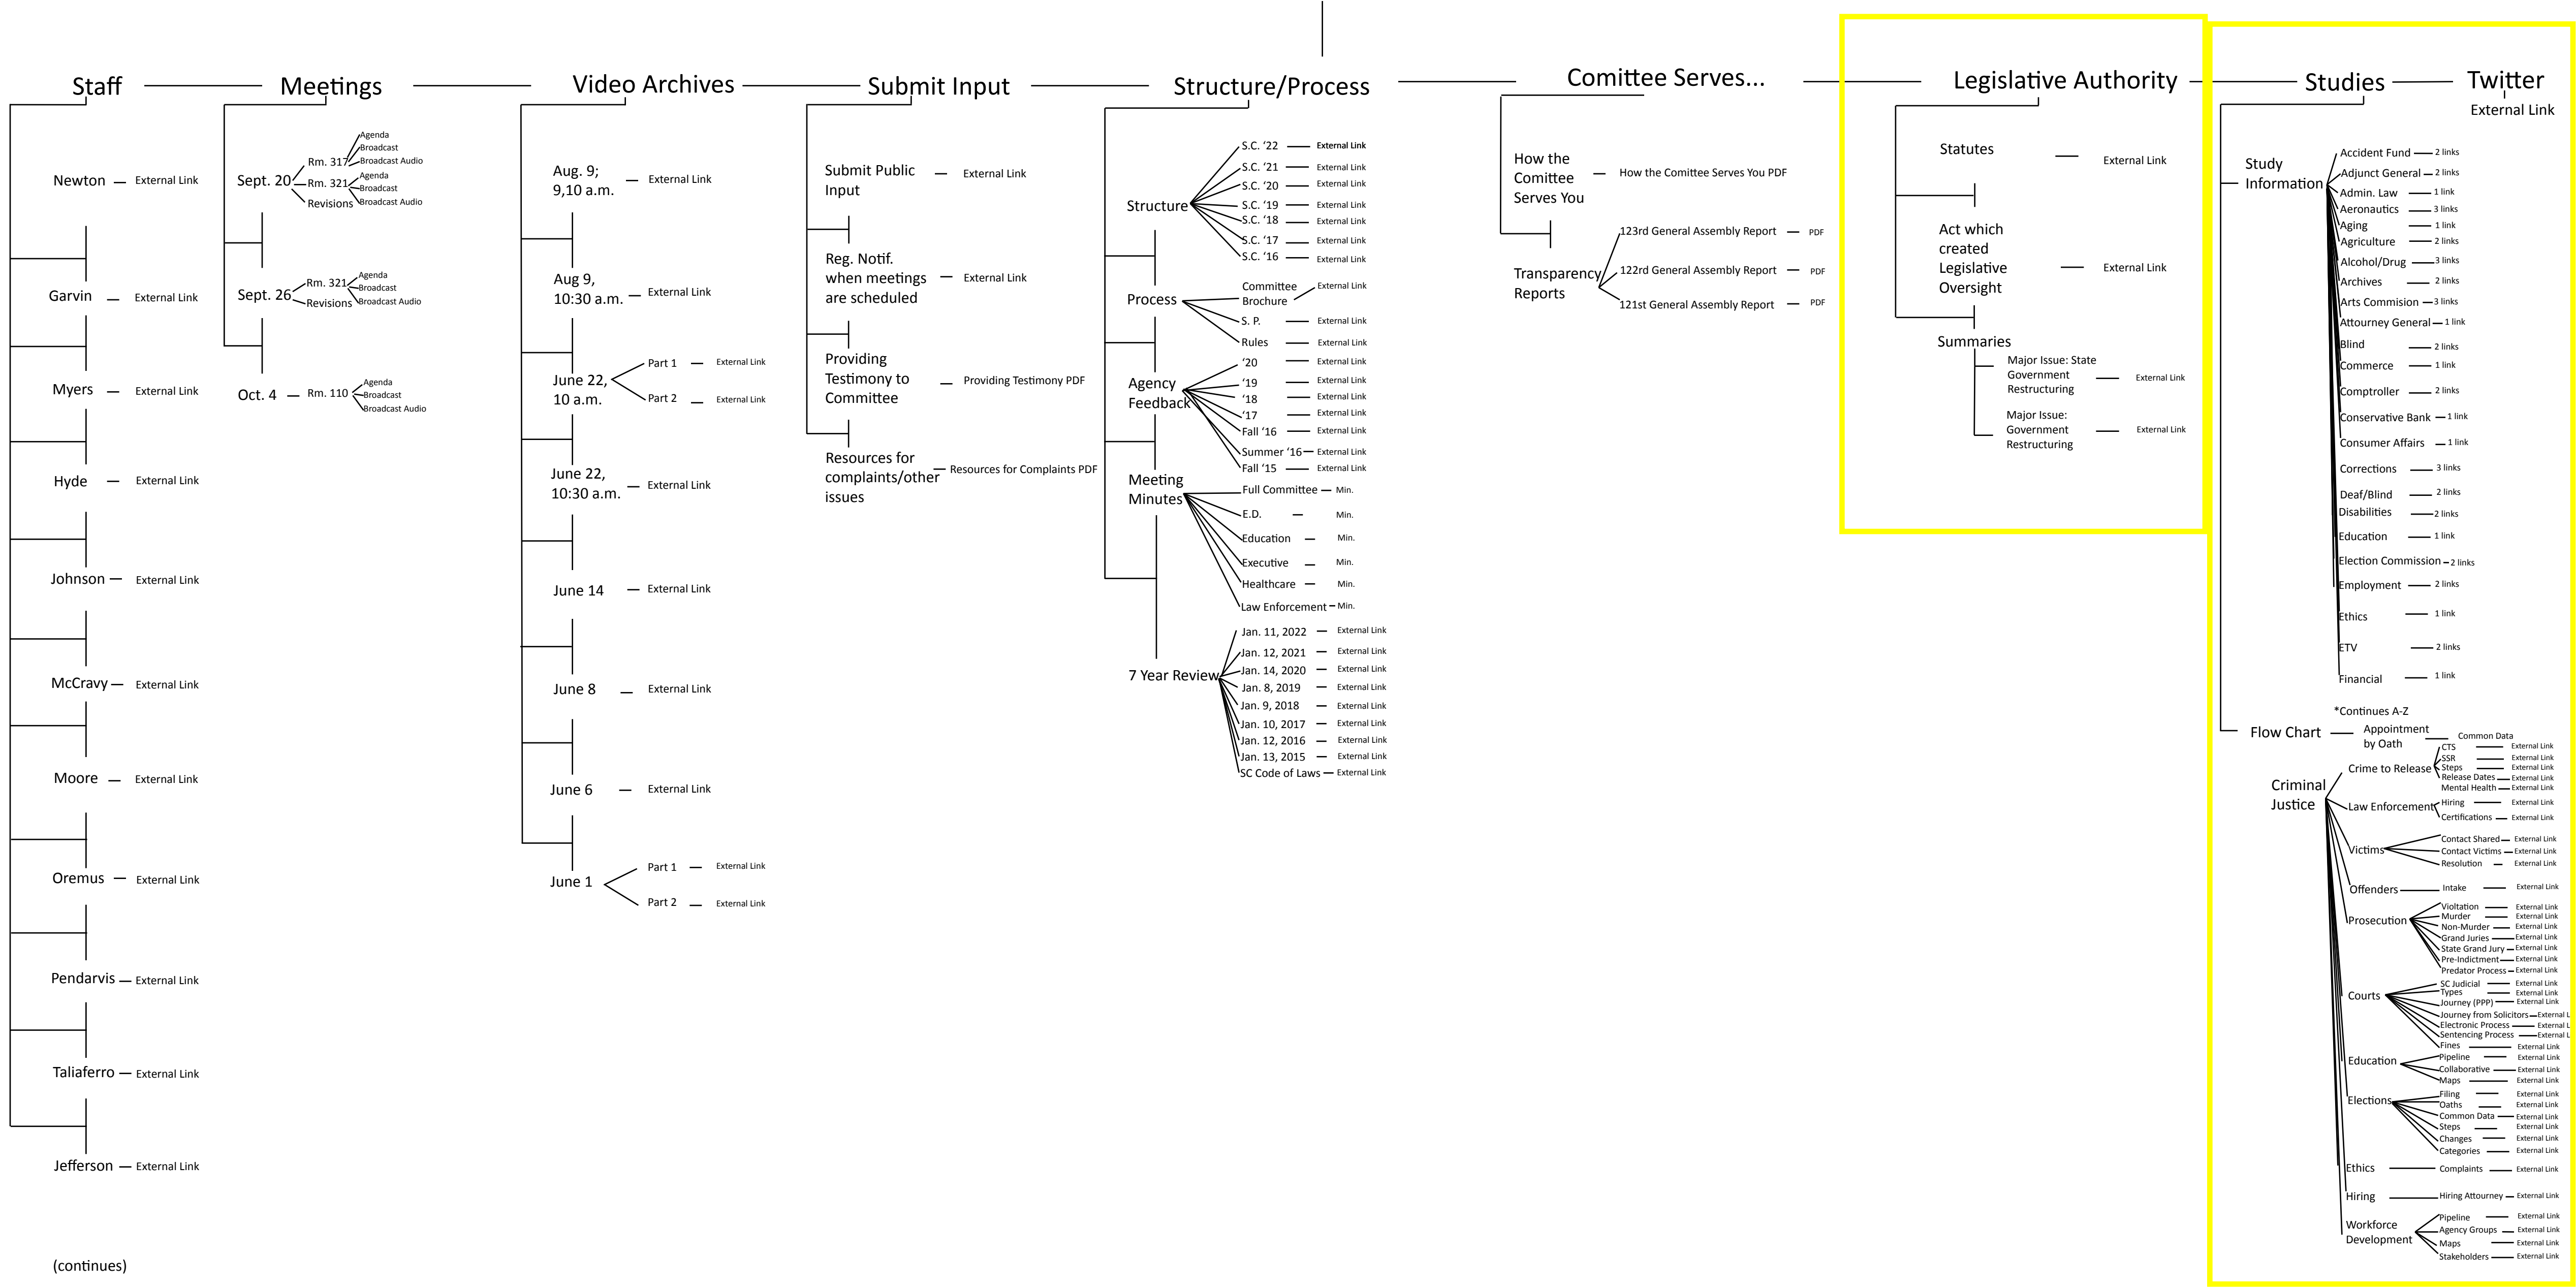 Staff
Meetings
Video Archives
Submit Input
Structure/Process
Comittee Serves...
Legislative Authority
Studies
Twitter
External Link
Newton
External Link
Garvin
External Link
Myers
External Link
Hyde
External Link
Johnson
External Link
McCravy
External Link
Moore
External Link
Oremus
External Link
Pendarvis
External Link
Taliaferro
External Link
Jefferson
External Link
(continues)
Sept. 20
Rm. 317
Agenda
Broadcast
Broadcast Audio
Rm. 321
Agenda
Broadcast
Broadcast Audio
Revisions
Sept. 26
Rm. 321
Agenda
Broadcast
Broadcast Audio
Revisions
Oct. 4
Rm. 110
Agenda
Broadcast
Broadcast Audio
Aug. 9;
9,10 a.m.
External Link
Aug 9,
10:30 a.m.
External Link
June 22,
10 a.m.
Part 1
External Link
Part 2
External Link
June 22,
10:30 a.m.
External Link
June 14
External Link
June 8
External Link
June 6
External Link
June 1
Part 1
External Link
Part 2
External Link
Submit Public
Input
External Link
Reg. Notif.
when meetings
are scheduled
External Link
Providing
Testimony to
Committee
Providing Testimony PDF
Resources for
complaints/other
issues
Resources for Complaints PDF
Structure
S.C. ‘22
External Link
S.C. ‘21
External Link
S.C. ‘20
External Link
S.C. ‘19
External Link
S.C. ‘18
External Link
S.C. ‘17
External Link
S.C. ‘16
External Link
Process
Committee
Brochure
External Link
S. P.
External Link
Rules
External Link
Agency
Feedback
‘20
External Link
‘19
External Link
‘18
External Link
‘17
External Link
Fall ‘16
External Link
Summer ‘16
External Link
Fall ‘15
External Link
Meeting
Minutes
Full Committee
Min.
E.D.
Min.
Education
Min.
Executive
Min.
Healthcare
Min.
Law Enforcement
Min.
7 Year Review
Jan. 11, 2022
External Link
Jan. 12, 2021
External Link
Jan. 14, 2020
External Link
Jan. 8, 2019
External Link
Jan. 9, 2018
External Link
Jan. 10, 2017
External Link
Jan. 12, 2016
External Link
Jan. 13, 2015
External Link
SC Code of Laws
External Link
How the
Comittee
Serves You
How the Comittee Serves You PDF
Transparency
Reports
123rd General Assembly Report
PDF
122rd General Assembly Report
PDF
121st General Assembly Report
PDF
Statutes
External Link
Act which
created
Legislative
Oversight
External Link
Summaries
Major Issue: State
Government
Restructuring
External Link
Major Issue:
Government
Restructuring
External Link
Study
Information
Accident Fund
2 links
Adjunct General
2 links
Admin. Law
1 link
Aeronautics
3 links
Aging
1 link
Agriculture
2 links
Alcohol/Drug
3 links
Archives
2 links
Arts Commision
3 links
Attourney General
1 link
Blind
2 links
Commerce
1 link
Comptroller
2 links
Conservative Bank
1 link
Consumer Affairs
1 link
Corrections
3 links
Deaf/Blind
2 links
Disabilities
2 links
Education
1 link
Election Commission
2 links
Employment
2 links
Ethics
1 link
ETV
2 links
Financial
1 link
*Continues A-Z
Flow Chart
Appointment
by Oath
Common Data
Criminal
Justice
Crime to Release
CTS
External Link
SSR
External Link
Steps
External Link
Release Dates
External Link
Mental Health
External Link
Law Enforcement
Hiring
External Link
Certifications
External Link
Victims
Contact Shared
External Link
Contact Victims
External Link
Resolution
External Link
Offenders
Intake
External Link
Prosecution
Violtation
External Link
Murder
External Link
Non-Murder
External Link
Grand Juries
External Link
State Grand Jury
External Link
Pre-Indictment
External Link
Predator Process
External Link
Courts
SC Judicial
External Link
Types
External Link
Journey (PPP)
External Link
Journey from Solicitors
External L
Electronic Process
External L
Sentencing Process
External L
Fines
External Link
Education
Pipeline
External Link
Collaborative
External Link
Maps
External Link
Elections
Filing
External Link
Oaths
External Link
Common Data
External Link
Steps
External Link
Changes
External Link
Categories
External Link
Ethics
Complaints
External Link
Hiring
Hiring Attourney
External Link
Workforce
Development
Pipeline
External Link
Agency Groups
External Link
Maps
External Link
Stakeholders
External Link